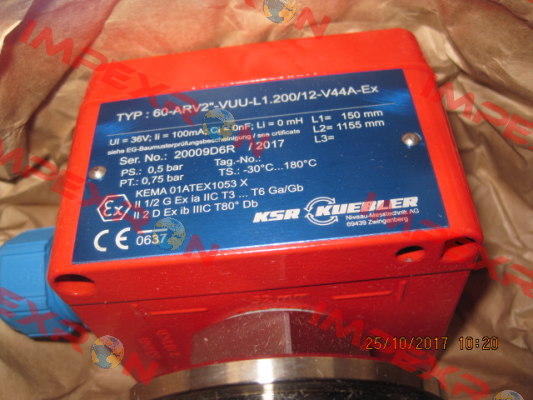 TYP : 60-ARV2"-VUU-L1.200/12-V44A-Ex
UI = 36V; Ii = 100mA; Ci = 0nF; Li = 0 mH
siehe EG-Baumusterprüfungsbescheinigung / see certificate
L1= 150 mm
L2= 1155 mm
L3=
Ser. No.: 20009D6R / 2017
PS.: 0,5 bar Tag.-No.:
PT.: 0,75 bar TS.: -30°C...180°C
KEMA 01ATEX1053 X
II 1/2 G Ex ia IIC T3 ... T6 Ga/Gb
II 2 D Ex ib IIIC T80° Db
Ex
CE 0637
KSR KUEBLER
Niveau-Messtechnik AG
69439 Zwingenberg
25/10/2017 10:20
IMPEXRON